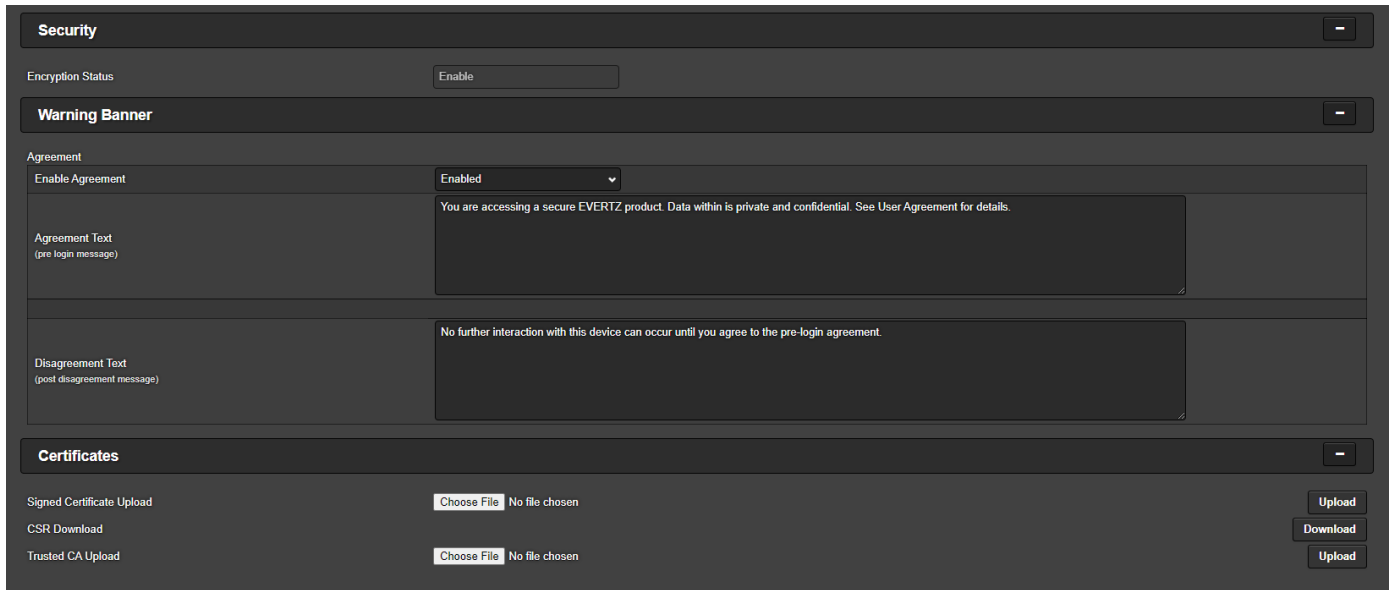 Security
Encryption Status Enable
Warning Banner
Agreement
Enable Agreement Enabled
You are accessing a secure EVERTZ product. Data within is private and confidential. See User Agreement for details.
Agreement Text
(pre login message)
No further interaction with this device can occur until you agree to the pre-login agreement.
Disagreement Text
(post disagreement message)
Certificates
Signed Certificate Upload Choose File No file chosen Upload
CSR Download Download
Trusted CA Upload Choose File No file chosen Upload